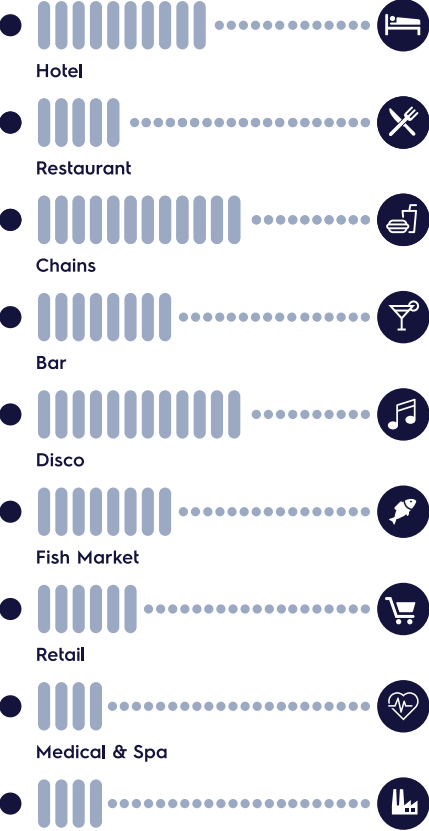 Hotel
Restaurant
Chains
Bar
Disco
Fish Market
Retail
Medical & Spa